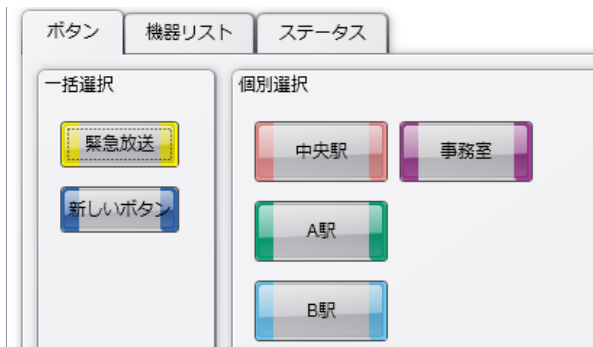 ボタン
機器リスト
ステータス
一括選択
緊急放送
新しいボタン
個別選択
中央駅
事務室
A駅
B駅